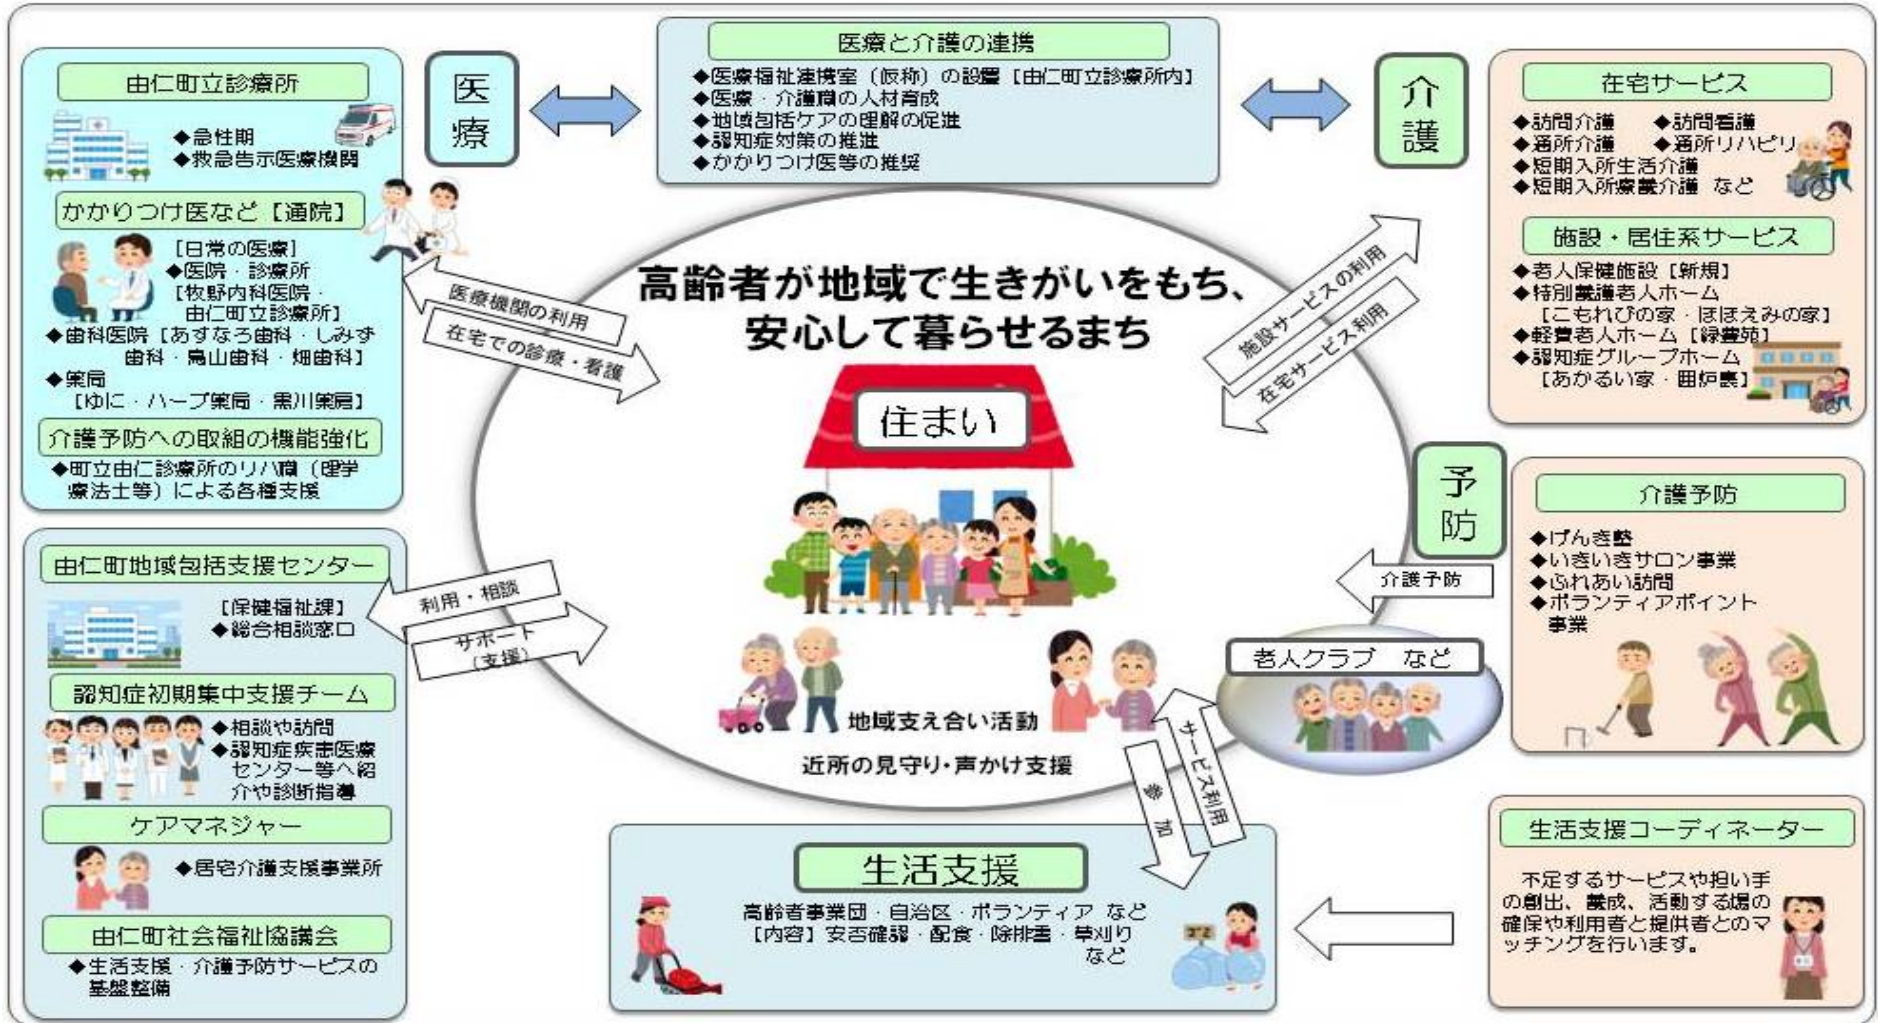 医療と介護の連携
◆医療福祉連携室（仮称）の設置【由仁町立診療所内】
◆医療・介護職の人材育成
◆地域包括ケアの理解の促進
◆認知症対策の推進
◆かかりつけ医等の推奨
医療
介護
由仁町立診療所
◆急性期
◆救急告示医療機関
かかりつけ医など【通院】
［日常の医療］
◆医院・診療所
【牧野内科医院・
由仁町立診療所】
◆歯科医院【あすなろ歯科・しみず
歯科・鳥山歯科・畑歯科】
◆薬局
【ゆに・ハーブ薬局・黒川薬局】
介護予防への取組の機能強化
◆町立由仁診療所のリハ職（理学
療法士等）による各種支援
在宅サービス
◆訪問介護　◆訪問看護
◆通所介護　◆通所リハビリ
◆短期入所生活介護
◆短期入所療養介護 など
施設・居住系サービス
◆老人保健施設【新規】
◆特別養護老人ホーム
【こもれびの家・ほほえみの家】
◆軽費老人ホーム【緑豊苑】
◆認知症グループホーム
【あかるい家・囲炉裏】
高齢者が地域で生きがいをもち、
安心して暮らせるまち
住まい
医療機関の利用
在宅での診療・看護
施設サービスの利用
在宅サービス利用
予防
介護予防
介護予防
◆げんき塾
◆いきいきサロン事業
◆ふれあい訪問
◆ボランティアポイント
事業
老人クラブ　など
由仁町地域包括支援センター
【保健福祉課】
◆総合相談窓口
利用・相談
サポート
（支援）
認知症初期集中支援チーム
◆相談や訪問
◆認知症疾患医療
センター等へ紹
介や診断指導
ケアマネジャー
◆居宅介護支援事業所
由仁町社会福祉協議会
◆生活支援・介護予防サービスの
基盤整備
地域支え合い活動
近所の見守り・声かけ支援
サービス利用
参加
生活支援
高齢者事業団・自治区・ボランティア など
【内容】安否確認・配食・除排雪・草刈り
など
生活支援コーディネーター
不足するサービスや担い手
の創出、養成、活動する場の
確保や利用者と提供者とのマ
ッチングを行います。